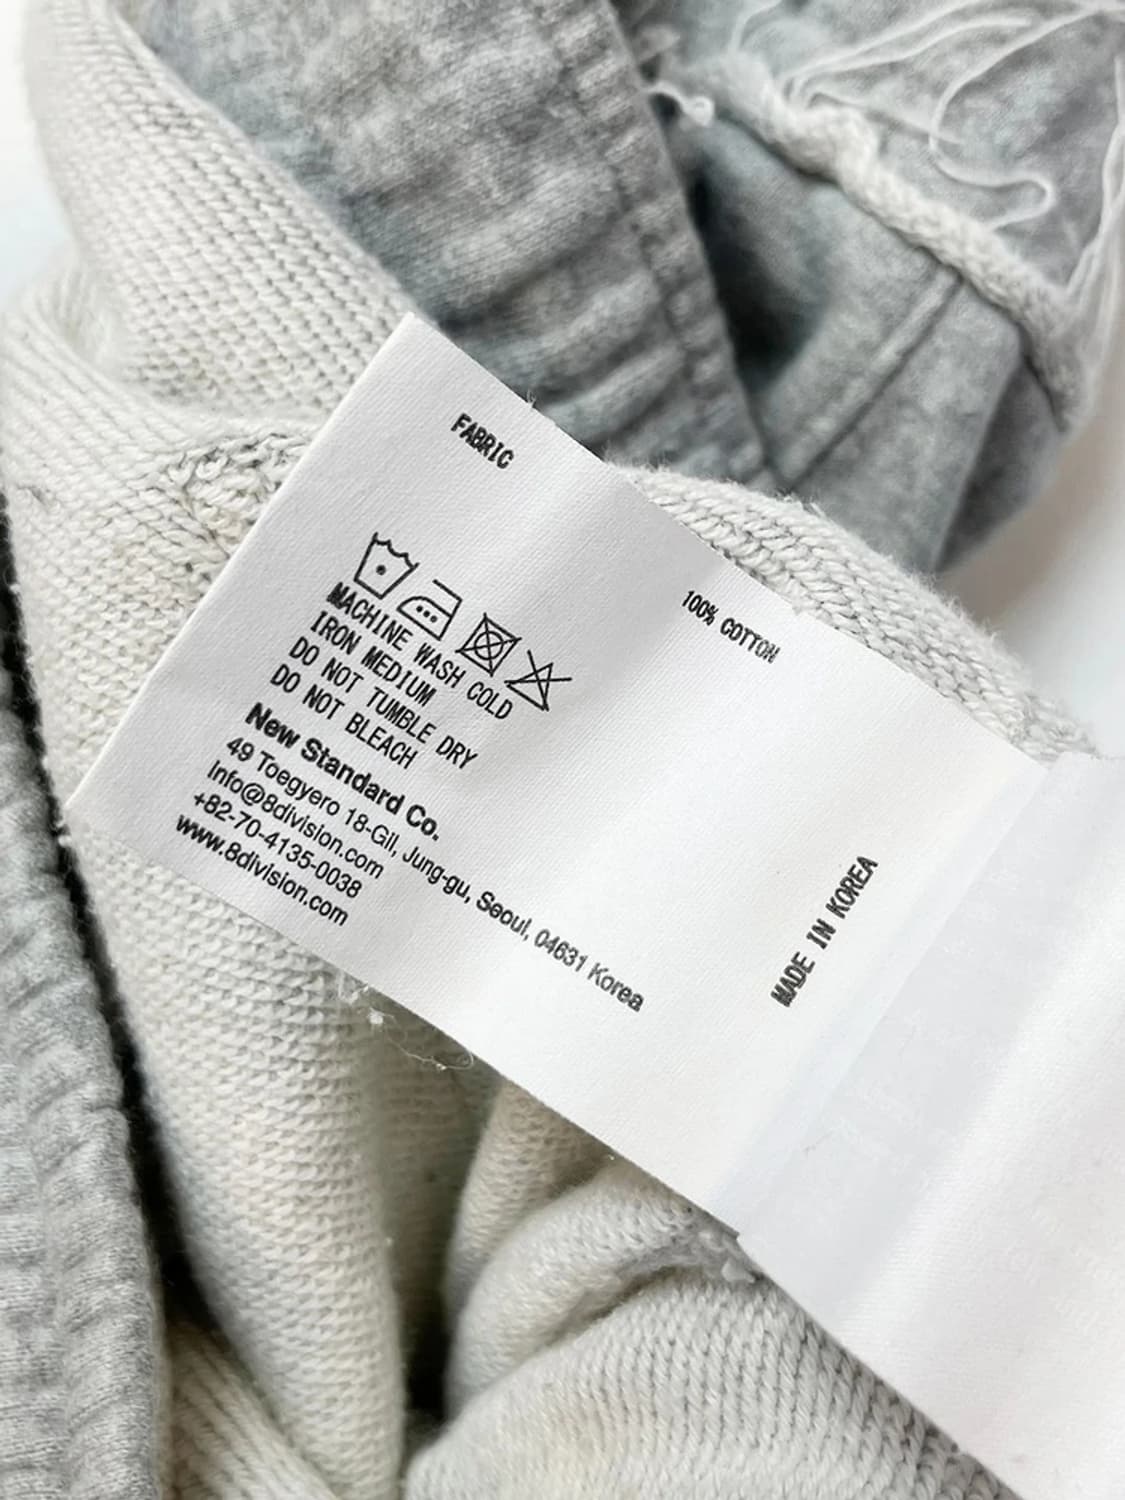 FABRIC
100% COTTON
MACHINE WASH COLD
IRON MEDIUM
DO NOT TUMBLE DRY
DO NOT BLEACH
New Standard Co.
49 Toegyero 18-Gil, Jung-gu, Seoul, 04631 Korea
Info@8division.com
+82-70-4135-0038
www.8division.com
MADE IN KOREA